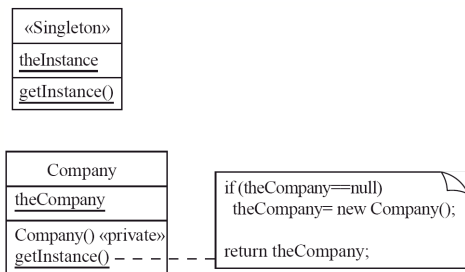 «Singleton»
theInstance
getInstance()
Company
theCompany
Company() «private»
getInstance()
if (theCompany==null)
theCompany= new Company();
return theCompany;